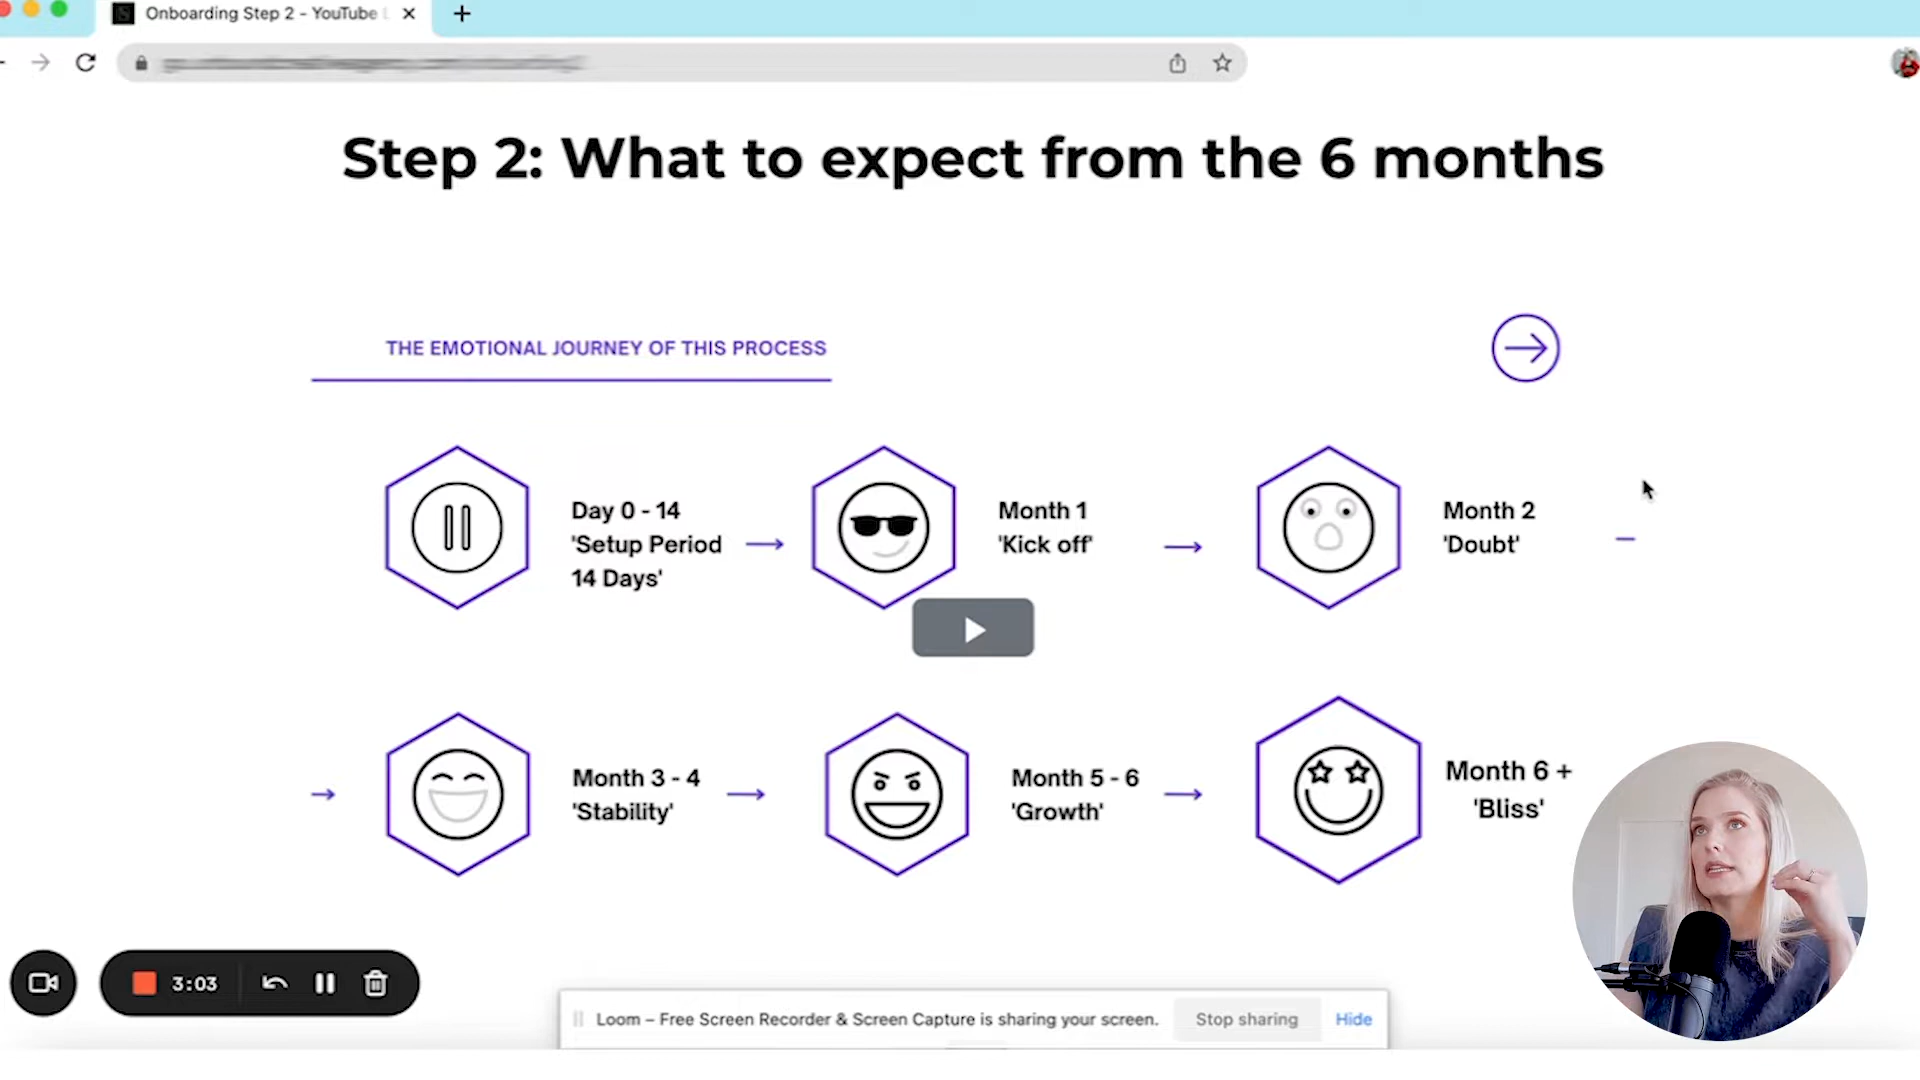 Onboarding Step 2 - YouTube
Step 2: What to expect from the 6 months
THE EMOTIONAL JOURNEY OF THIS PROCESS
Day 0 - 14
'Setup Period
14 Days'
Month 1
'Kick off'
Month 2
'Doubt'
Month 3 - 4
'Stability'
Month 5 - 6
'Growth'
Month 6 +
'Bliss'
3:03
Loom – Free Screen Recorder & Screen Capture is sharing your screen.
Stop sharing
Hide